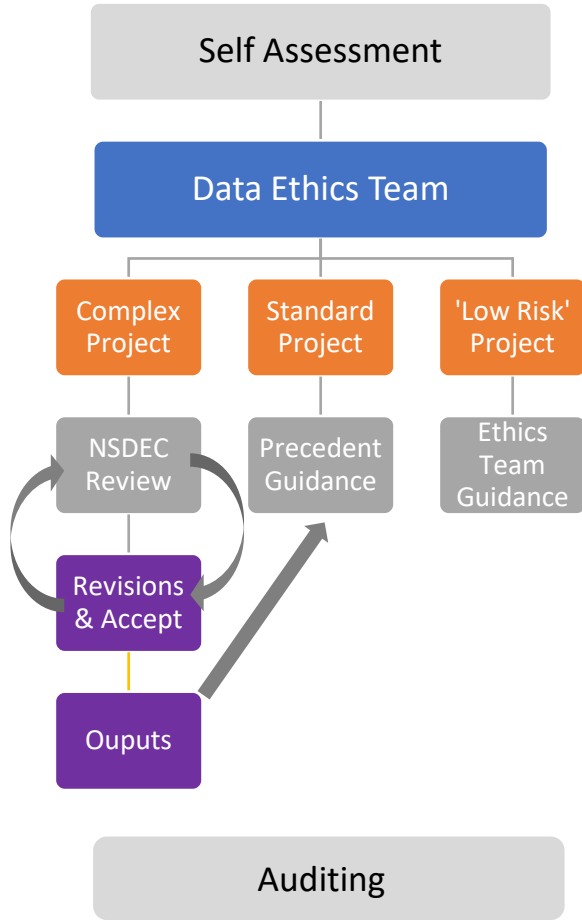 Self Assessment
Data Ethics Team
Complex
Project
Standard
Project
'Low Risk'
Project
NSDEC
Review
Precedent
Guidance
Ethics
Team
Guidance
Revisions
& Accept
Ouputs
Auditing